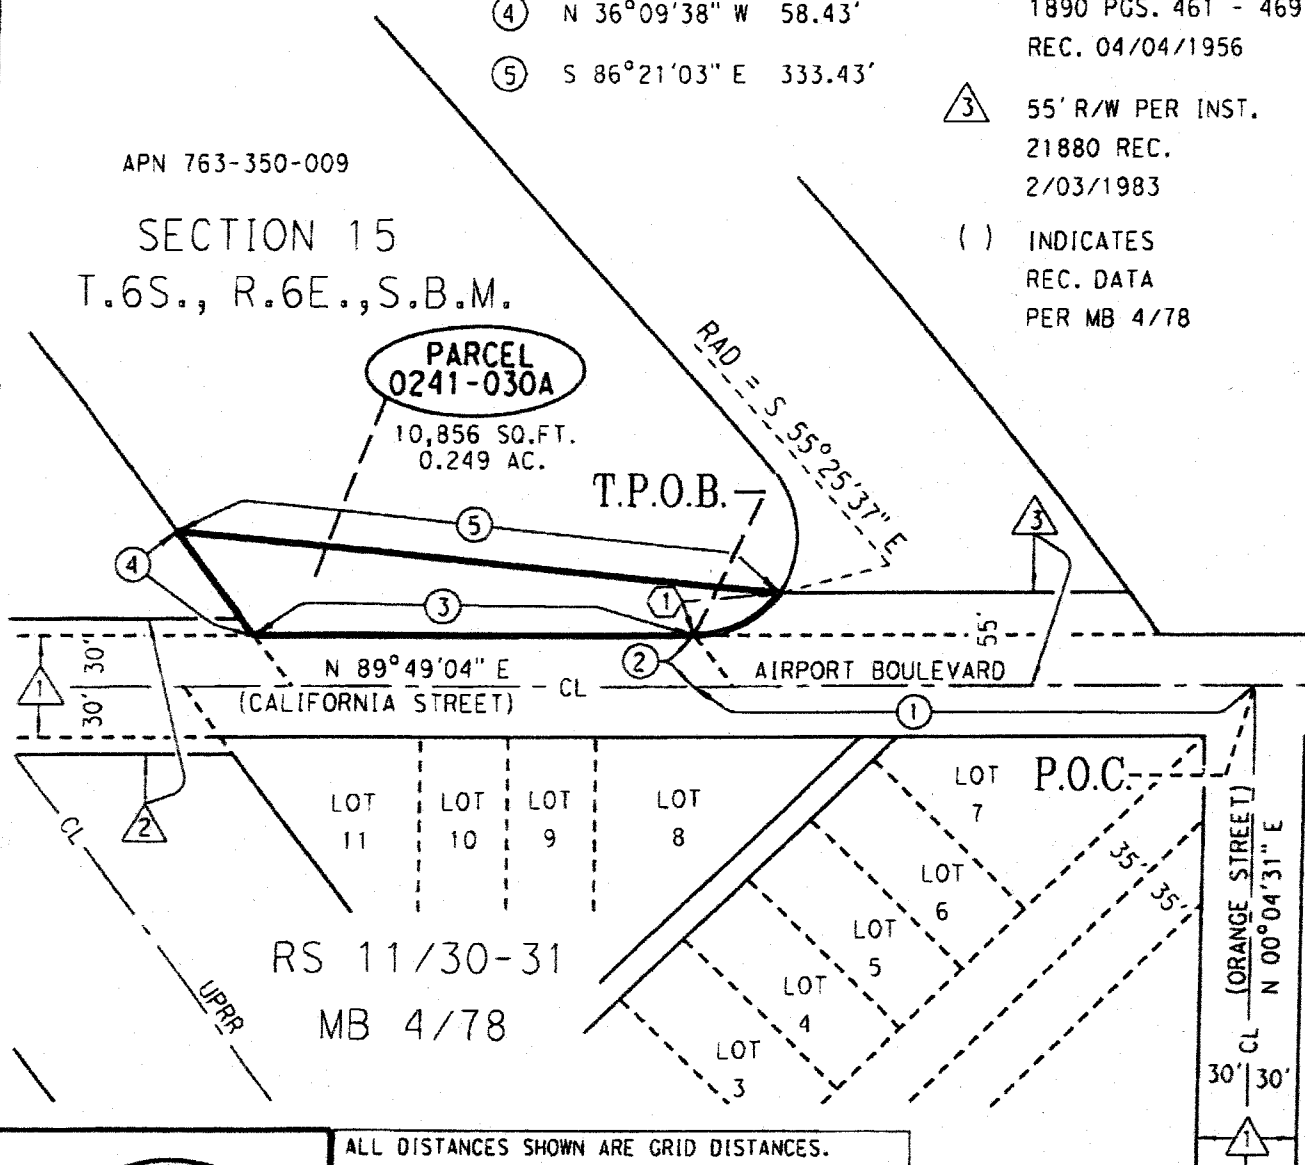 ④ N 36°09'38" W 58.43'
⑤ S 86°21'03" E 333.43'
1890 PGS. 461 - 469
REC. 04/04/1956
3 55' R/W PER INST.
21880 REC.
2/03/1983
( ) INDICATES
REC. DATA
PER MB 4/78
APN 763-350-009
SECTION 15
T.6S., R.6E., S.B.M.
PARCEL
0241-030A
10,856 SQ.FT.
0.249 AC.
RAD = S 55°25'37" E
T.P.O.B.
5
3
4
1
3
2
55'
30'
30'
1
N 89°49'04" E
(CALIFORNIA STREET)
CL
AIRPORT BOULEVARD
1
P.O.C.
2
CL
UPRR
LOT
11
LOT
10
LOT
9
LOT
8
LOT
7
LOT
6
LOT
5
LOT
4
LOT
3
35'
35'
(ORANGE STREET)
N 00°04'31" E
CL
30'
30'
1
RS 11/30-31
MB 4/78
ALL DISTANCES SHOWN ARE GRID DISTANCES.